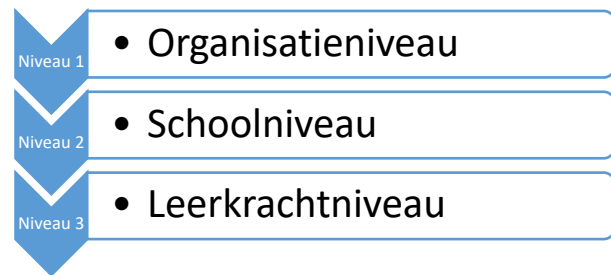 Niveau 1
• Organisatieniveau
Niveau 2
• Schoolniveau
Niveau 3
• Leerkrachtniveau